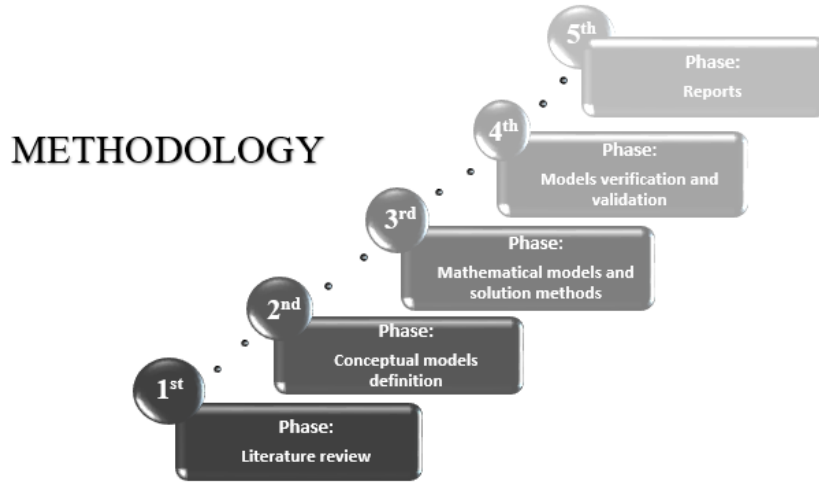 METHODOLOGY
5th
Phase:
Reports
4th
Phase:
Models verification and
validation
3rd
Phase:
Mathematical models and
solution methods
2nd
Phase:
Conceptual models
definition
1st
Phase:
Literature review